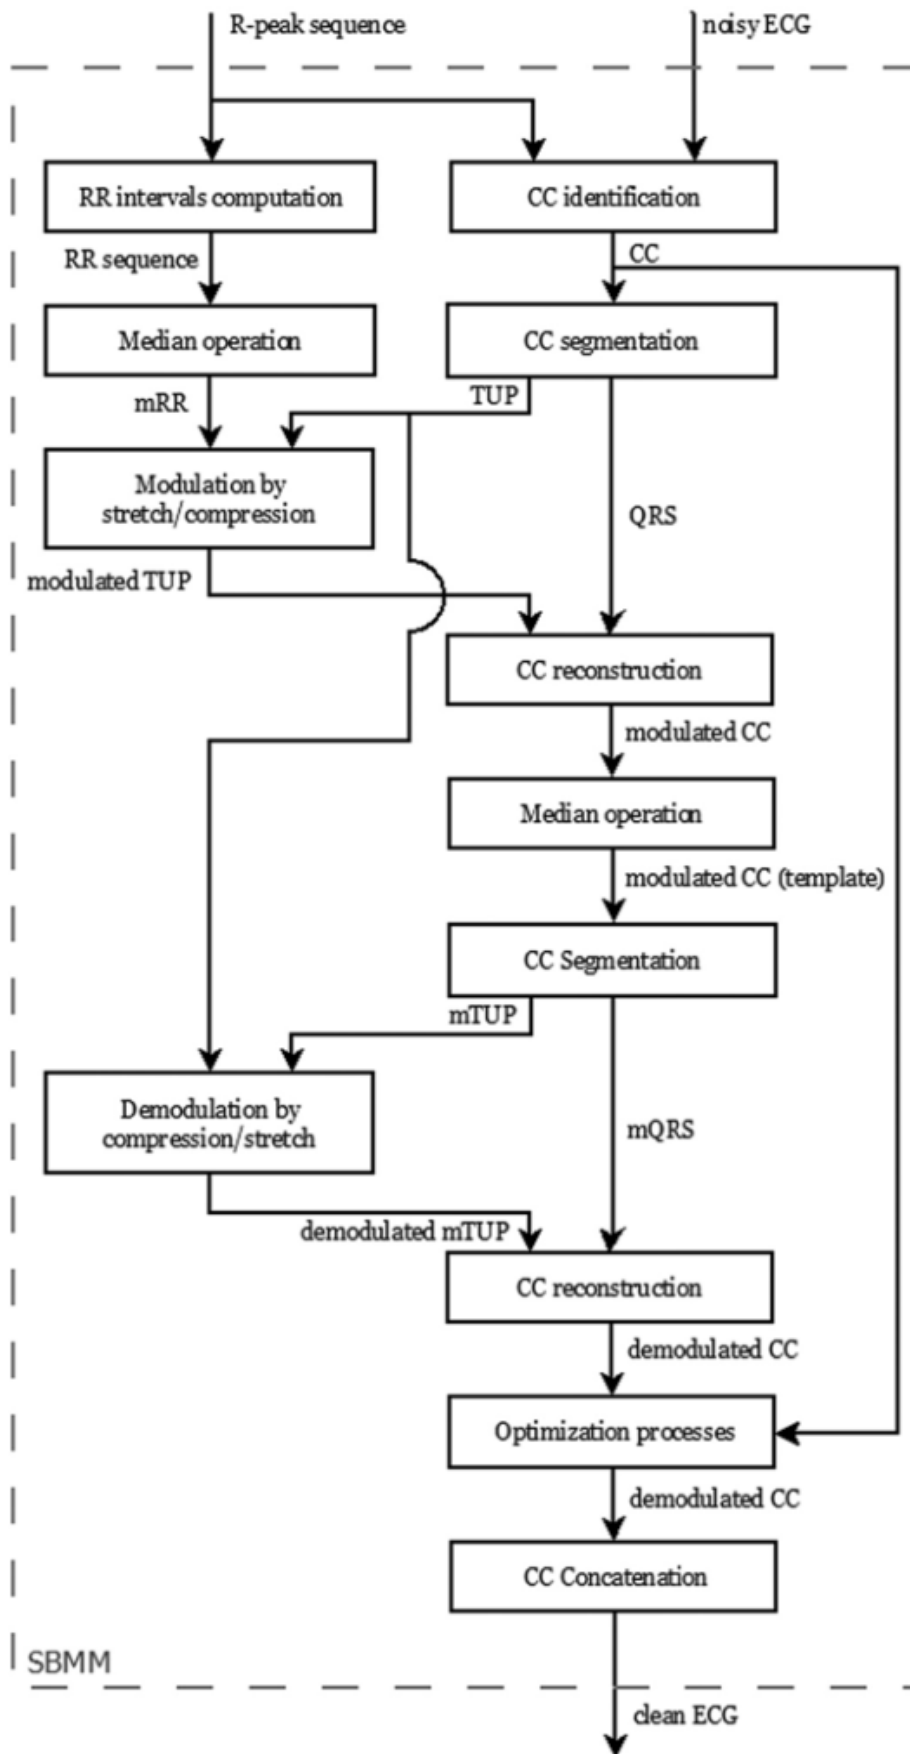 R-peak sequence
noisy ECG
RR intervals computation
CC identification
RR sequence
CC
Median operation
CC segmentation
mRR
TUP
Modulation by
stretch/compression
QRS
modulated TUP
CC reconstruction
modulated CC
Median operation
modulated CC (template)
CC Segmentation
mTUP
Demodulation by
compression/stretch
mQRS
demodulated mTUP
CC reconstruction
demodulated CC
Optimization processes
demodulated CC
CC Concatenation
SBMM
clean ECG